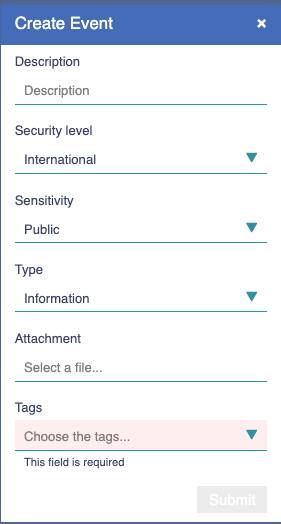 Create Event ×
Description
Description
Security level
International
Sensitivity
Public
Type
Information
Attachment
Select a file...
Tags
Choose the tags...
This field is required
Submit